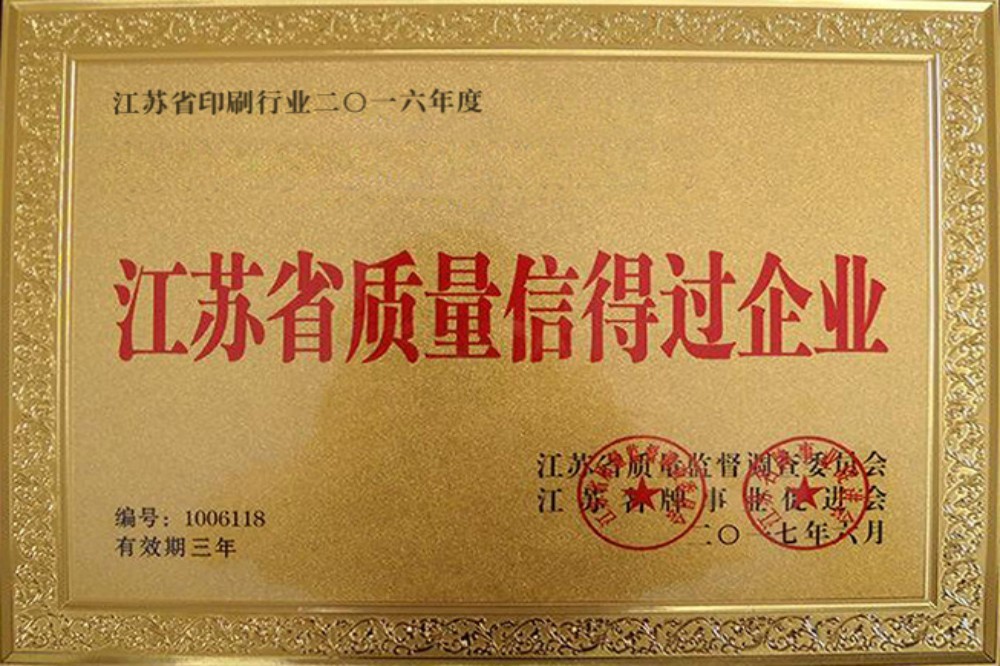 江苏省印刷行业二〇一六年度
江苏省质量信得过企业
江苏省质量监督调查委员会
江苏名牌事业促进会
二〇一七年六月
编号：1006118
有效期三年